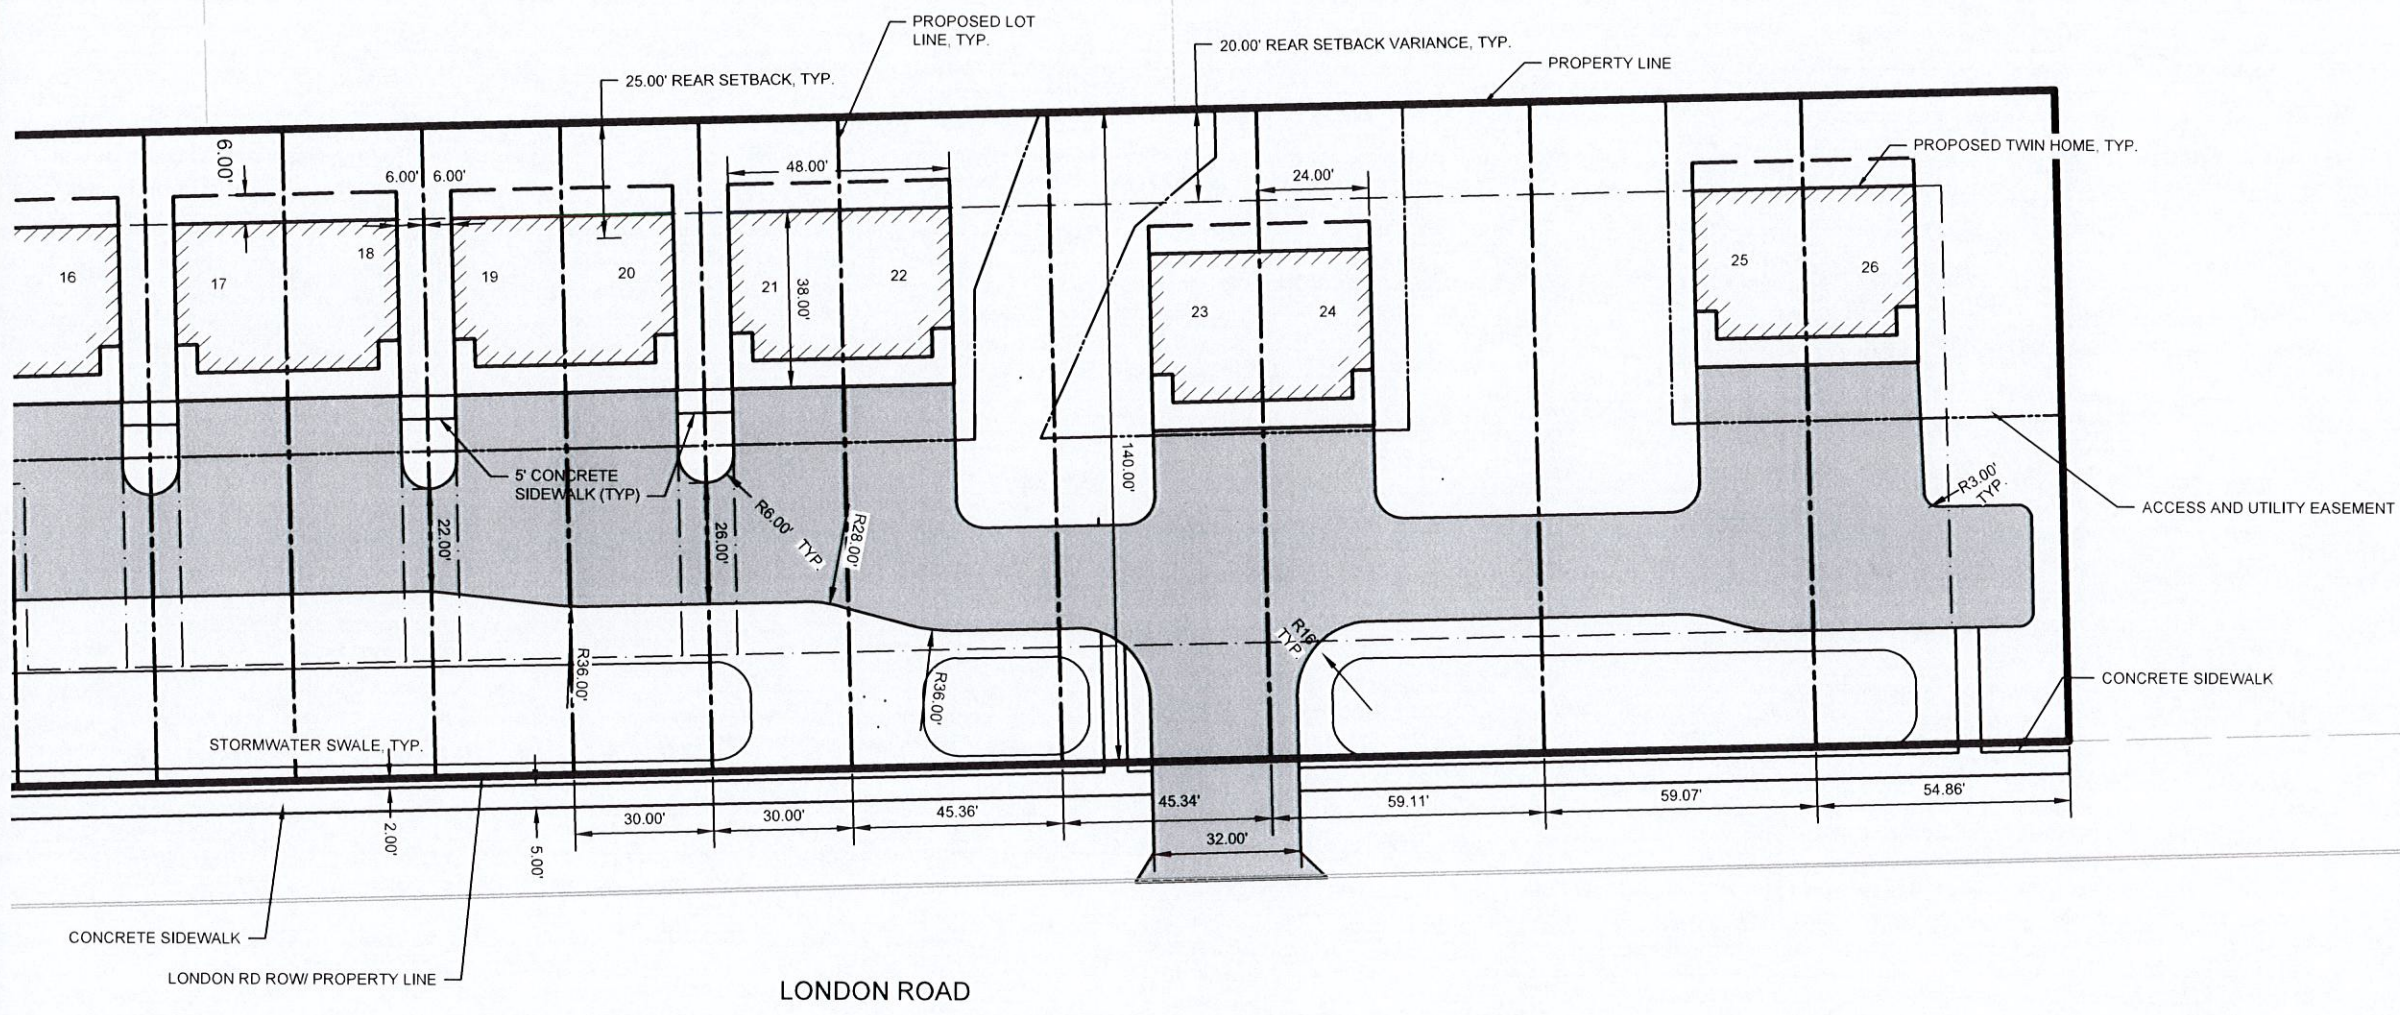 PROPOSED LOT
LINE, TYP.
20.00' REAR SETBACK VARIANCE, TYP.
PROPERTY LINE
25.00' REAR SETBACK, TYP.
PROPOSED TWIN HOME, TYP.
6.00'
6.00'
6.00'
48.00'
24.00'
16
17
18
19
20
21
22
38.00'
23
24
25
26
140.00'
5' CONCRETE
SIDEWALK (TYP)
22.00'
26.00'
R6.00'
TYP.
R28.00'
R3.00'
TYP.
ACCESS AND UTILITY EASEMENT
R16'
TYP.
R36.00'
R36.00'
CONCRETE SIDEWALK
STORMWATER SWALE, TYP.
2.00'
5.00'
30.00'
30.00'
45.36'
45.34'
59.11'
59.07'
54.86'
32.00'
CONCRETE SIDEWALK
LONDON RD ROW/ PROPERTY LINE
LONDON ROAD